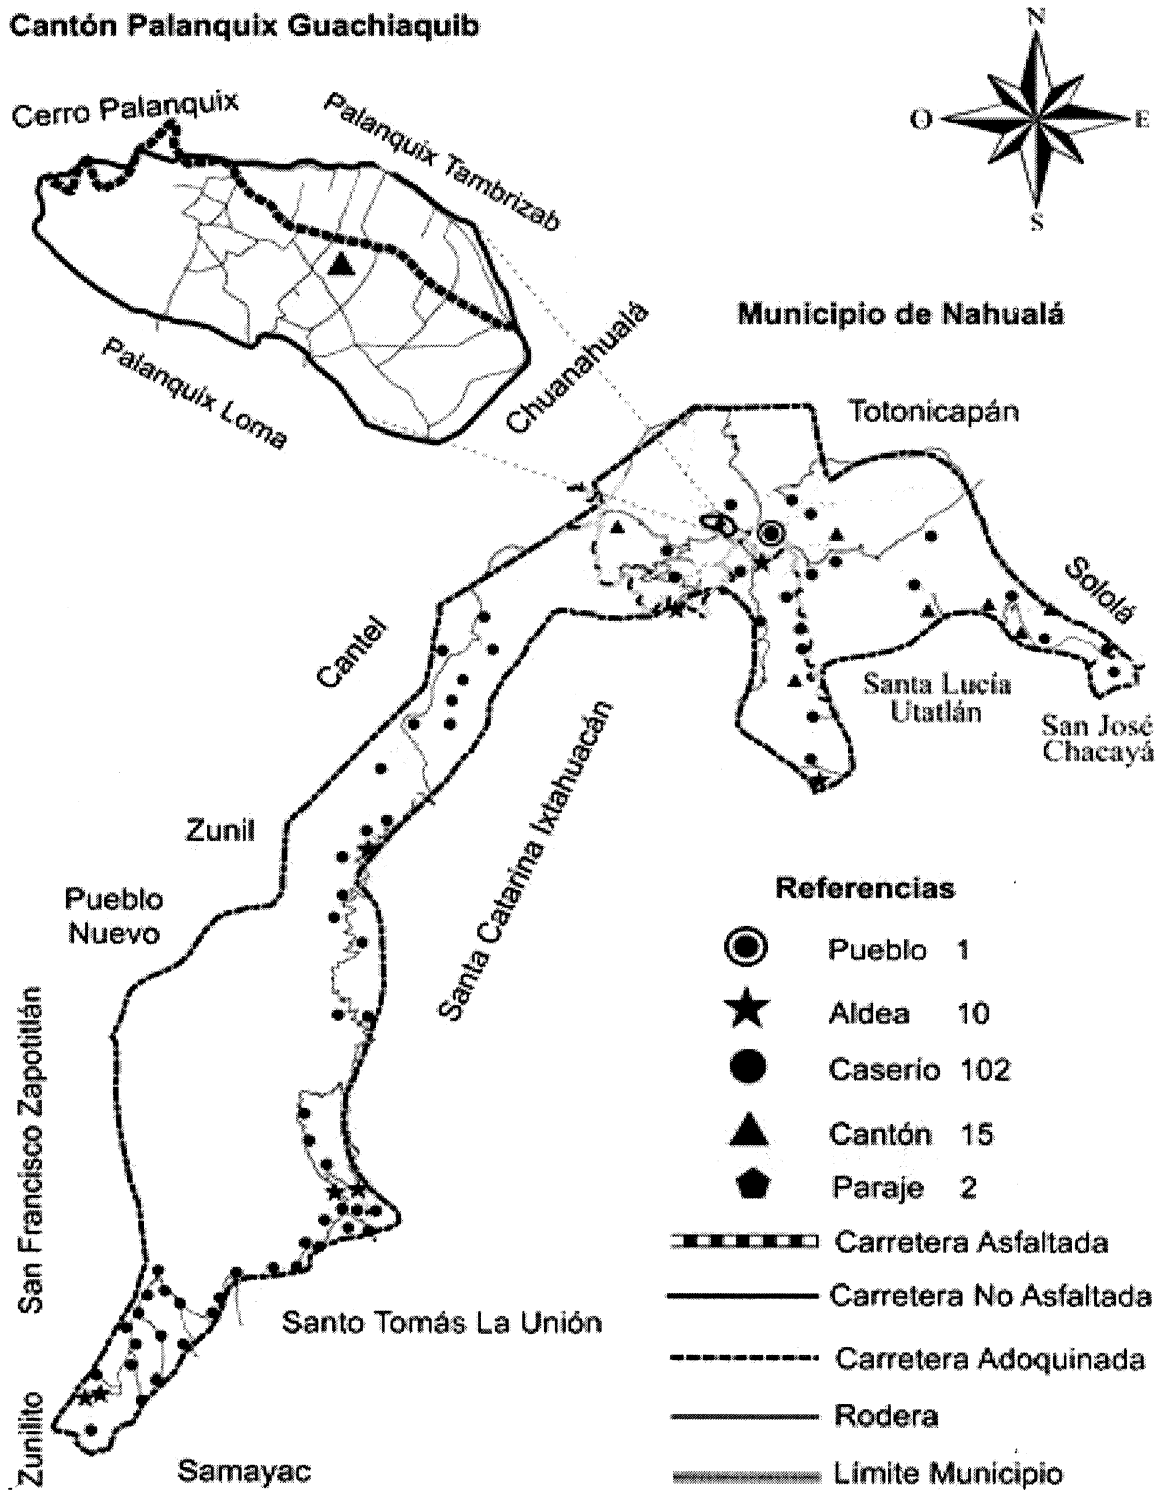 Cantón Palanquix Guachiaquib
N
O
E
S
Cerro Palanquix
Palanquix Tambrizab
Palanquix Loma
Chuanahualá
Municipio de Nahualá
Totonicapán
Sololá
Cantel
Santa Lucía
Utatlán
San José
Chacayá
Santa Catarina Ixtahuacán
Zunil
Pueblo
Nuevo
San Francisco Zapotitlán
Santo Tomás La Unión
Zunilito
Samayac
Referencias
Pueblo 1
Aldea 10
Caserío 102
Cantón 15
Paraje 2
Carretera Asfaltada
Carretera No Asfaltada
Carretera Adoquinada
Rodera
Límite Municipio